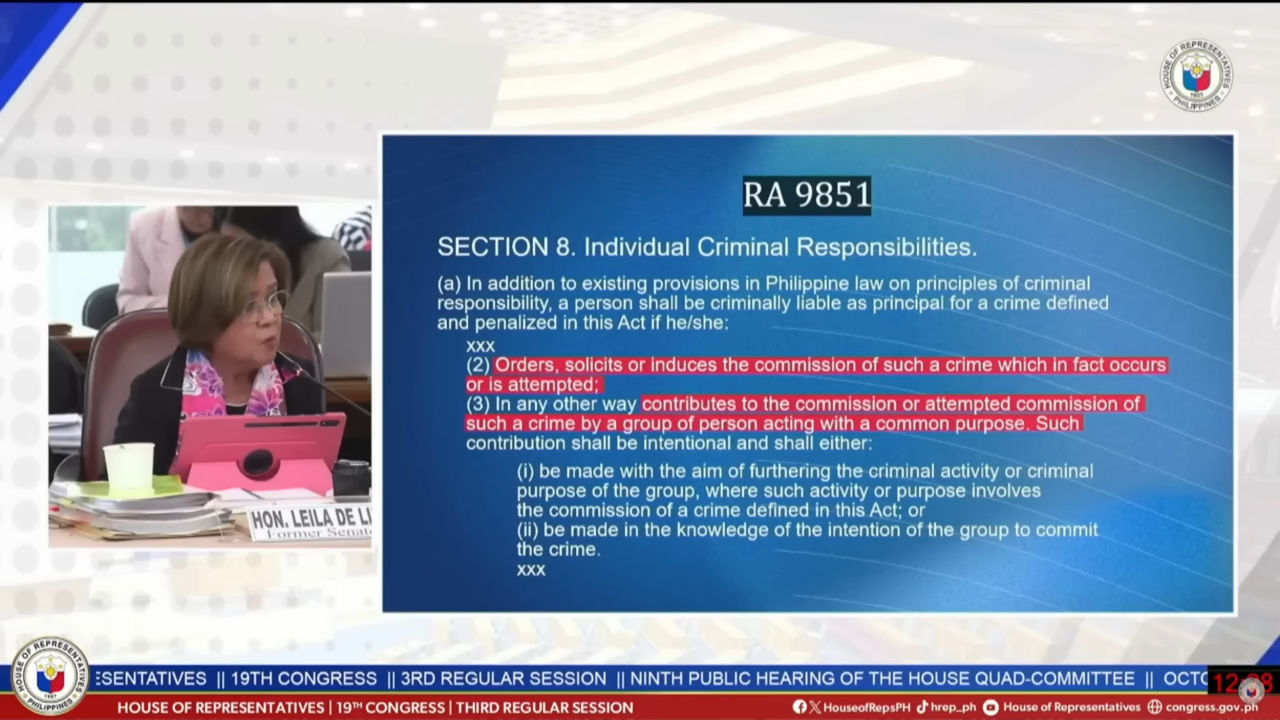 HOUSE OF REPRESENTATIVES
PHILIPPINES
RA 9851
SECTION 8. Individual Criminal Responsibilities.
(a) In addition to existing provisions in Philippine law on principles of criminal
responsibility, a person shall be criminally liable as principal for a crime defined
and penalized in this Act if he/she:
xxx
(2) Orders, solicits or induces the commission of such a crime which in fact occurs
or is attempted;
(3) In any other way contributes to the commission or attempted commission of
such a crime by a group of person acting with a common purpose. Such
contribution shall be intentional and shall either:
(i) be made with the aim of furthering the criminal activity or criminal
purpose of the group, where such activity or purpose involves
the commission of a crime defined in this Act; or
(ii) be made in the knowledge of the intention of the group to commit
the crime.
xxx
HON. LEILA DE LI
Former Senato
HOUSE OF REPRESENTATIVES
PHILIPPINES
ESENTATIVES || 19TH CONGRESS || 3RD REGULAR SESSION || NINTH PUBLIC HEARING OF THE HOUSE QUAD-COMMITTEE || OCTO
HOUSE OF REPRESENTATIVES | 19TH CONGRESS | THIRD REGULAR SESSION
HouseofRepsPH hrep_ph House of Representatives congress.gov.ph